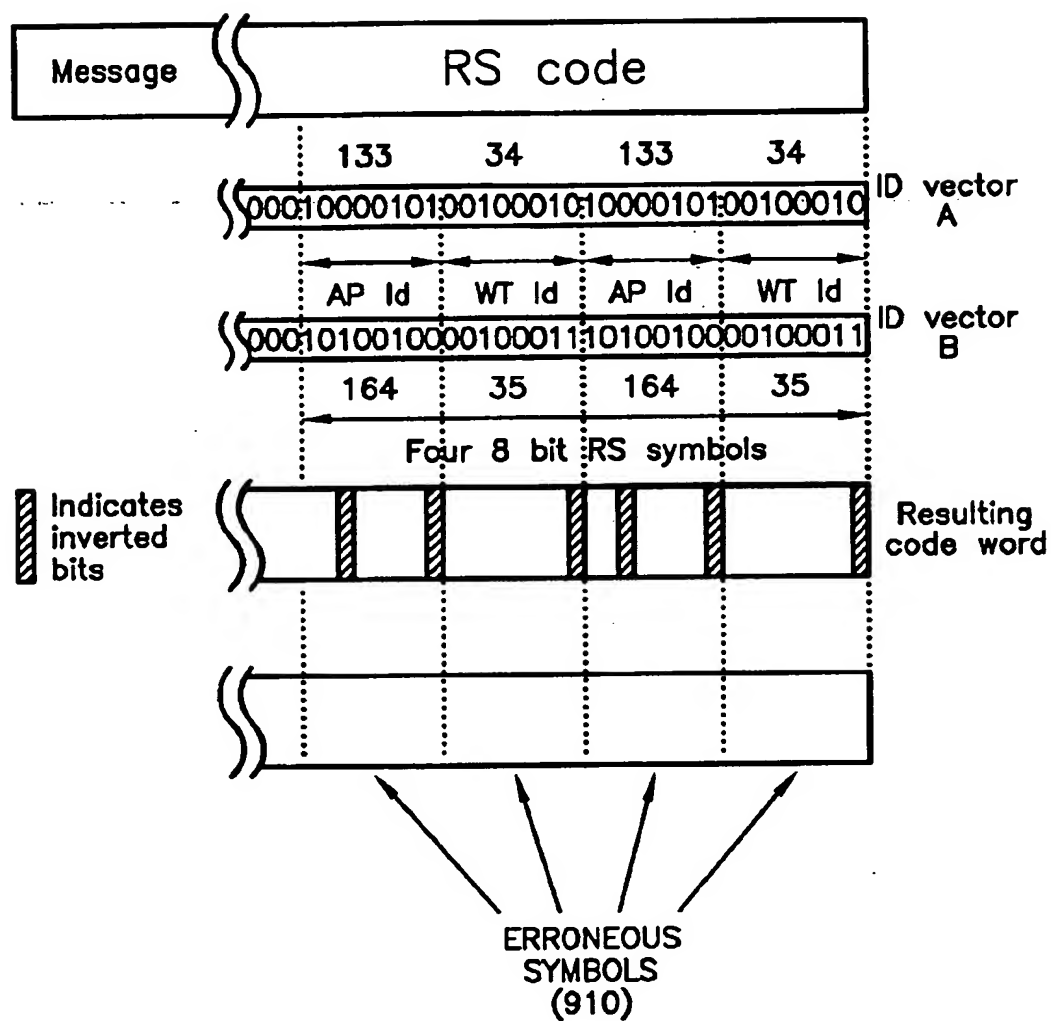 Message
RS code
133 34 133 34
00010000101001000101000010100100010
ID vector
A
AP Id WT Id AP Id WT Id
00010100100001000111010010000100011
ID vector
B
164 35 164 35
Four 8 bit RS symbols
Indicates
inverted
bits
Resulting
code word
ERRONEOUS
SYMBOLS
(910)